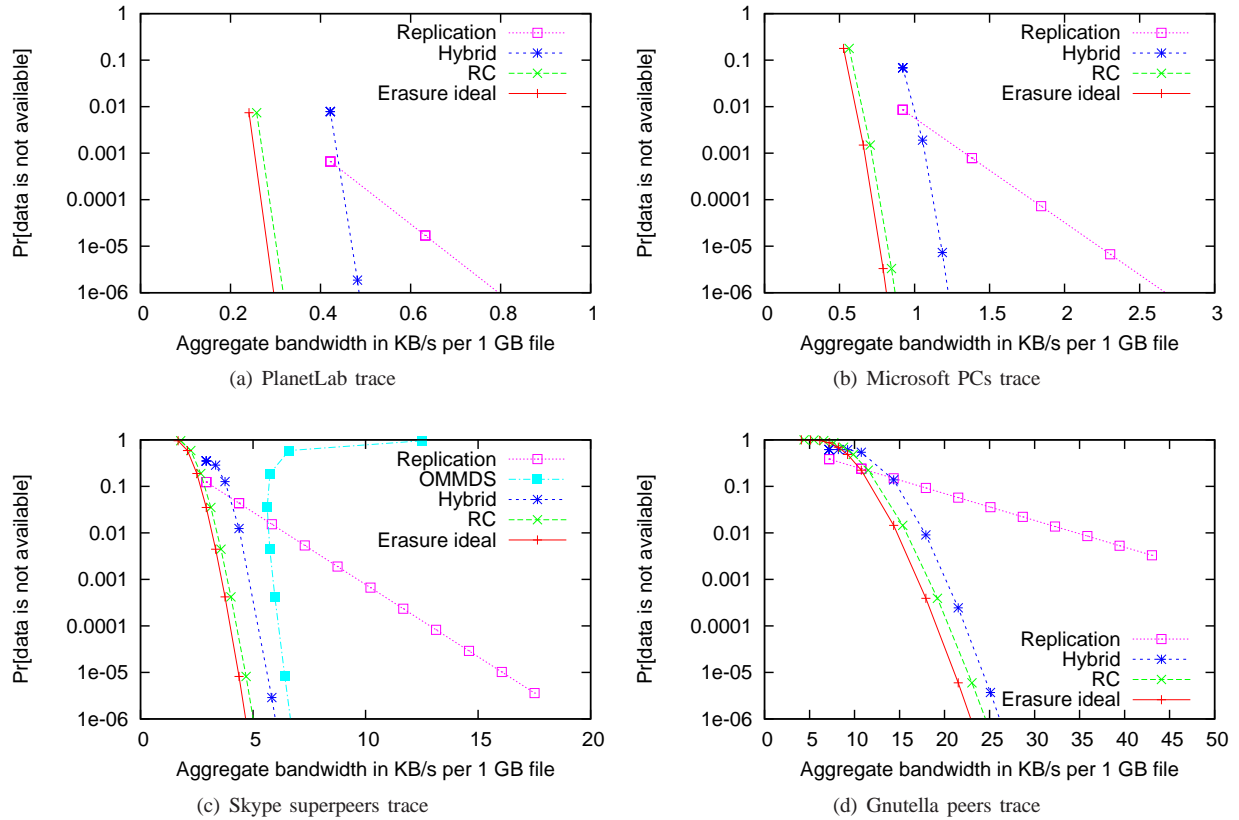 Pr[data is not available]
1
0.1
0.01
0.001
0.0001
1e-05
1e-06
Replication
Hybrid
RC
Erasure ideal
0 0.2 0.4 0.6 0.8 1
Aggregate bandwidth in KB/s per 1 GB file
(a) PlanetLab trace
Pr[data is not available]
1
0.1
0.01
0.001
0.0001
1e-05
1e-06
Replication
Hybrid
RC
Erasure ideal
0 0.5 1 1.5 2 2.5 3
Aggregate bandwidth in KB/s per 1 GB file
(b) Microsoft PCs trace
Pr[data is not available]
1
0.1
0.01
0.001
0.0001
1e-05
1e-06
Replication
OMMDS
Hybrid
RC
Erasure ideal
0 5 10 15 20
Aggregate bandwidth in KB/s per 1 GB file
(c) Skype superpeers trace
Pr[data is not available]
1
0.1
0.01
0.001
0.0001
1e-05
1e-06
Replication
Hybrid
RC
Erasure ideal
0 5 10 15 20 25 30 35 40 45 50
Aggregate bandwidth in KB/s per 1 GB file
(d) Gnutella peers trace